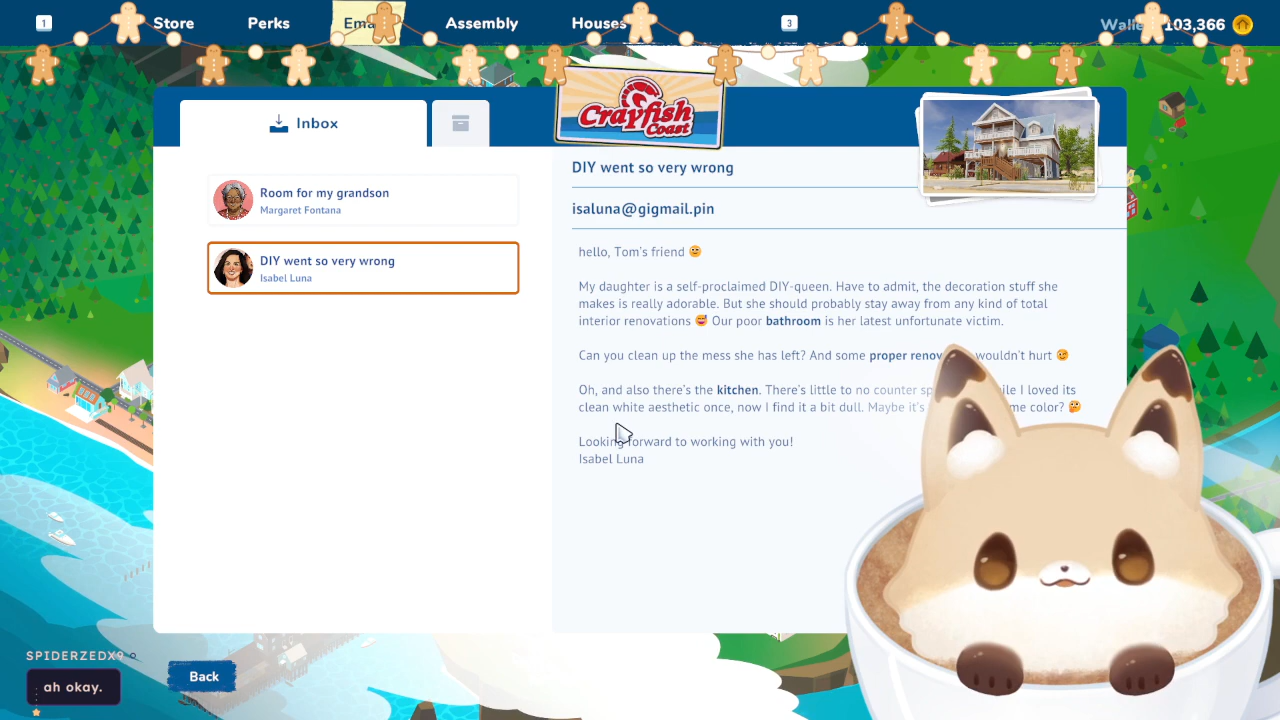 1
Store
Perks
Assembly
Houses
3
103,366
Inbox
Crayfish
Coast
Room for my grandson
Margaret Fontana
DIY went so very wrong
Isabel Luna
DIY went so very wrong
isaluna@gigmail.pin
hello, Tom's friend
My daughter is a self-proclaimed DIY-queen. Have to admit, the decoration stuff she
makes is really adorable. But she should probably stay away from any kind of total
interior renovations Our poor bathroom is her latest unfortunate victim.
Can you clean up the mess she has left? And some proper wouldn't hurt
Oh, and also there's the kitchen. There's little to no counter I loved its
clean white aesthetic once, now I find it a bit dull. Maybe it's color?
Looking forward to working with you!
Isabel Luna
SPIDERZEDX9
ah okay.
Back